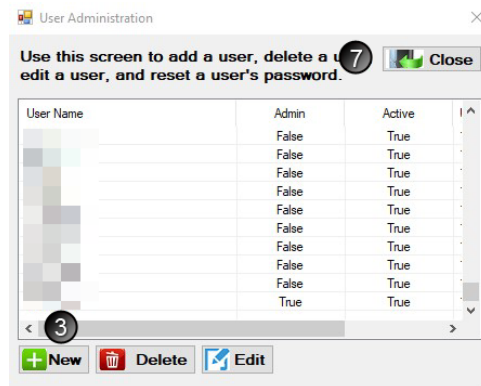 User Administration
Use this screen to add a user, delete a
edit a user, and reset a user's password.
7
Close
User Name Admin Active
False True
False True
False True
False True
False True
False True
False True
False True
False True
True True
3
New Delete Edit